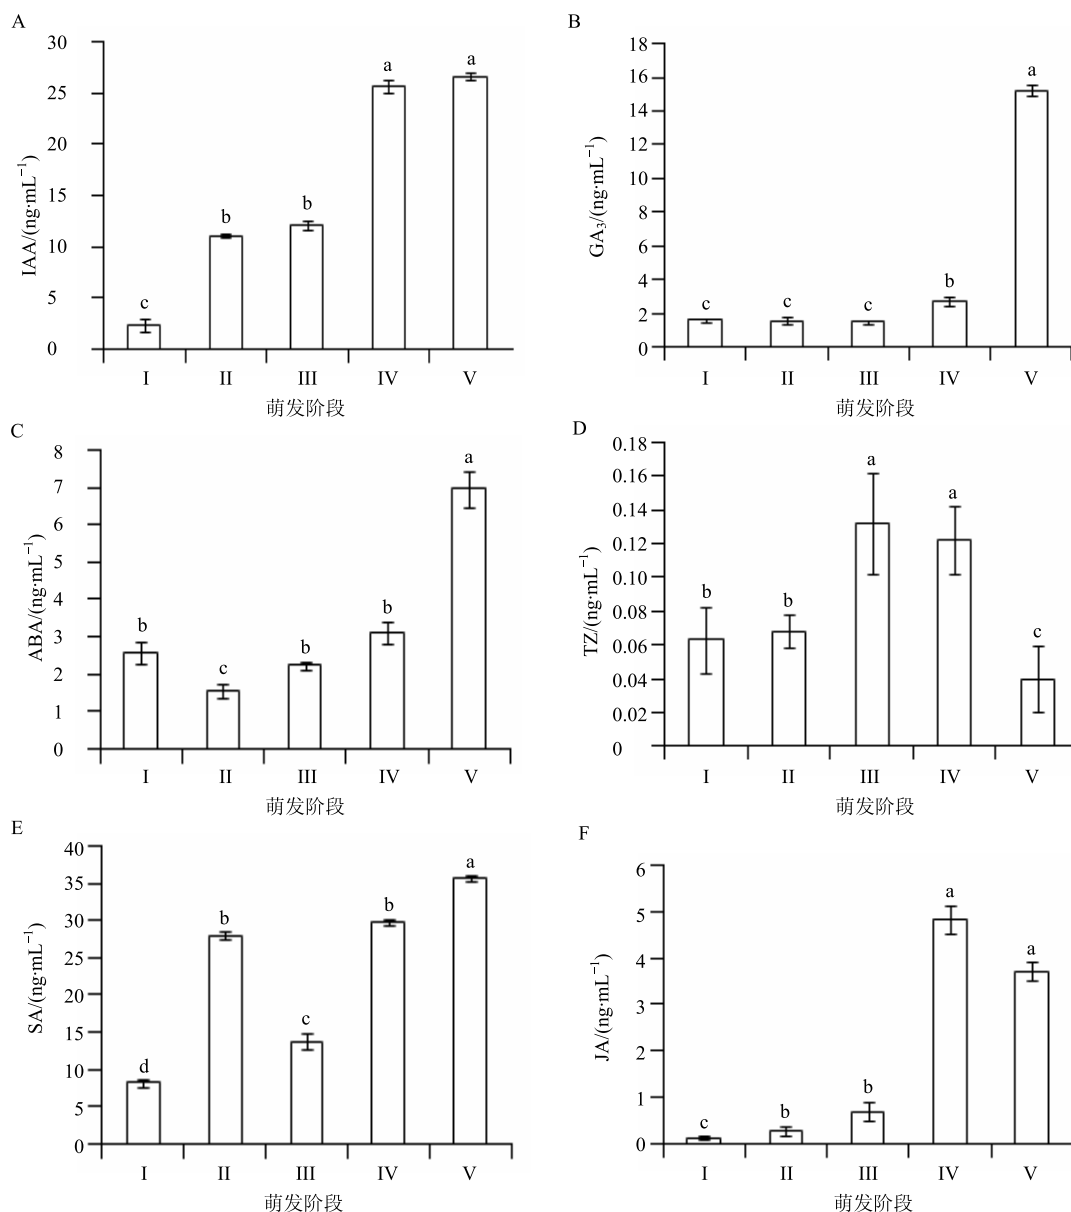 A
IAA/(ng·mL⁻¹)
30
25
20
15
10
5
0
c
b
b
a
a
I II III IV V
萌发阶段
B
GA₃/(ng·mL⁻¹)
18
16
14
12
10
8
6
4
2
0
c
c
c
b
a
I II III IV V
萌发阶段
C
ABA/(ng·mL⁻¹)
8
7
6
5
4
3
2
1
0
b
c
b
b
a
I II III IV V
萌发阶段
D
TZ/(ng·mL⁻¹)
0.18
0.16
0.14
0.12
0.10
0.08
0.06
0.04
0.02
0
b
b
a
a
c
I II III IV V
萌发阶段
E
SA/(ng·mL⁻¹)
40
35
30
25
20
15
10
5
0
d
b
c
b
a
I II III IV V
萌发阶段
F
JA/(ng·mL⁻¹)
6
5
4
3
2
1
0
c
b
b
a
a
I II III IV V
萌发阶段